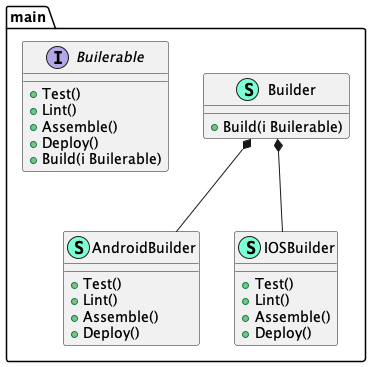 main
I Builerable
Test()
Lint()
Assemble()
Deploy()
Build(i Builerable)
S Builder
Build(i Builerable)
S AndroidBuilder
Test()
Lint()
Assemble()
Deploy()
S IOSBuilder
Test()
Lint()
Assemble()
Deploy()